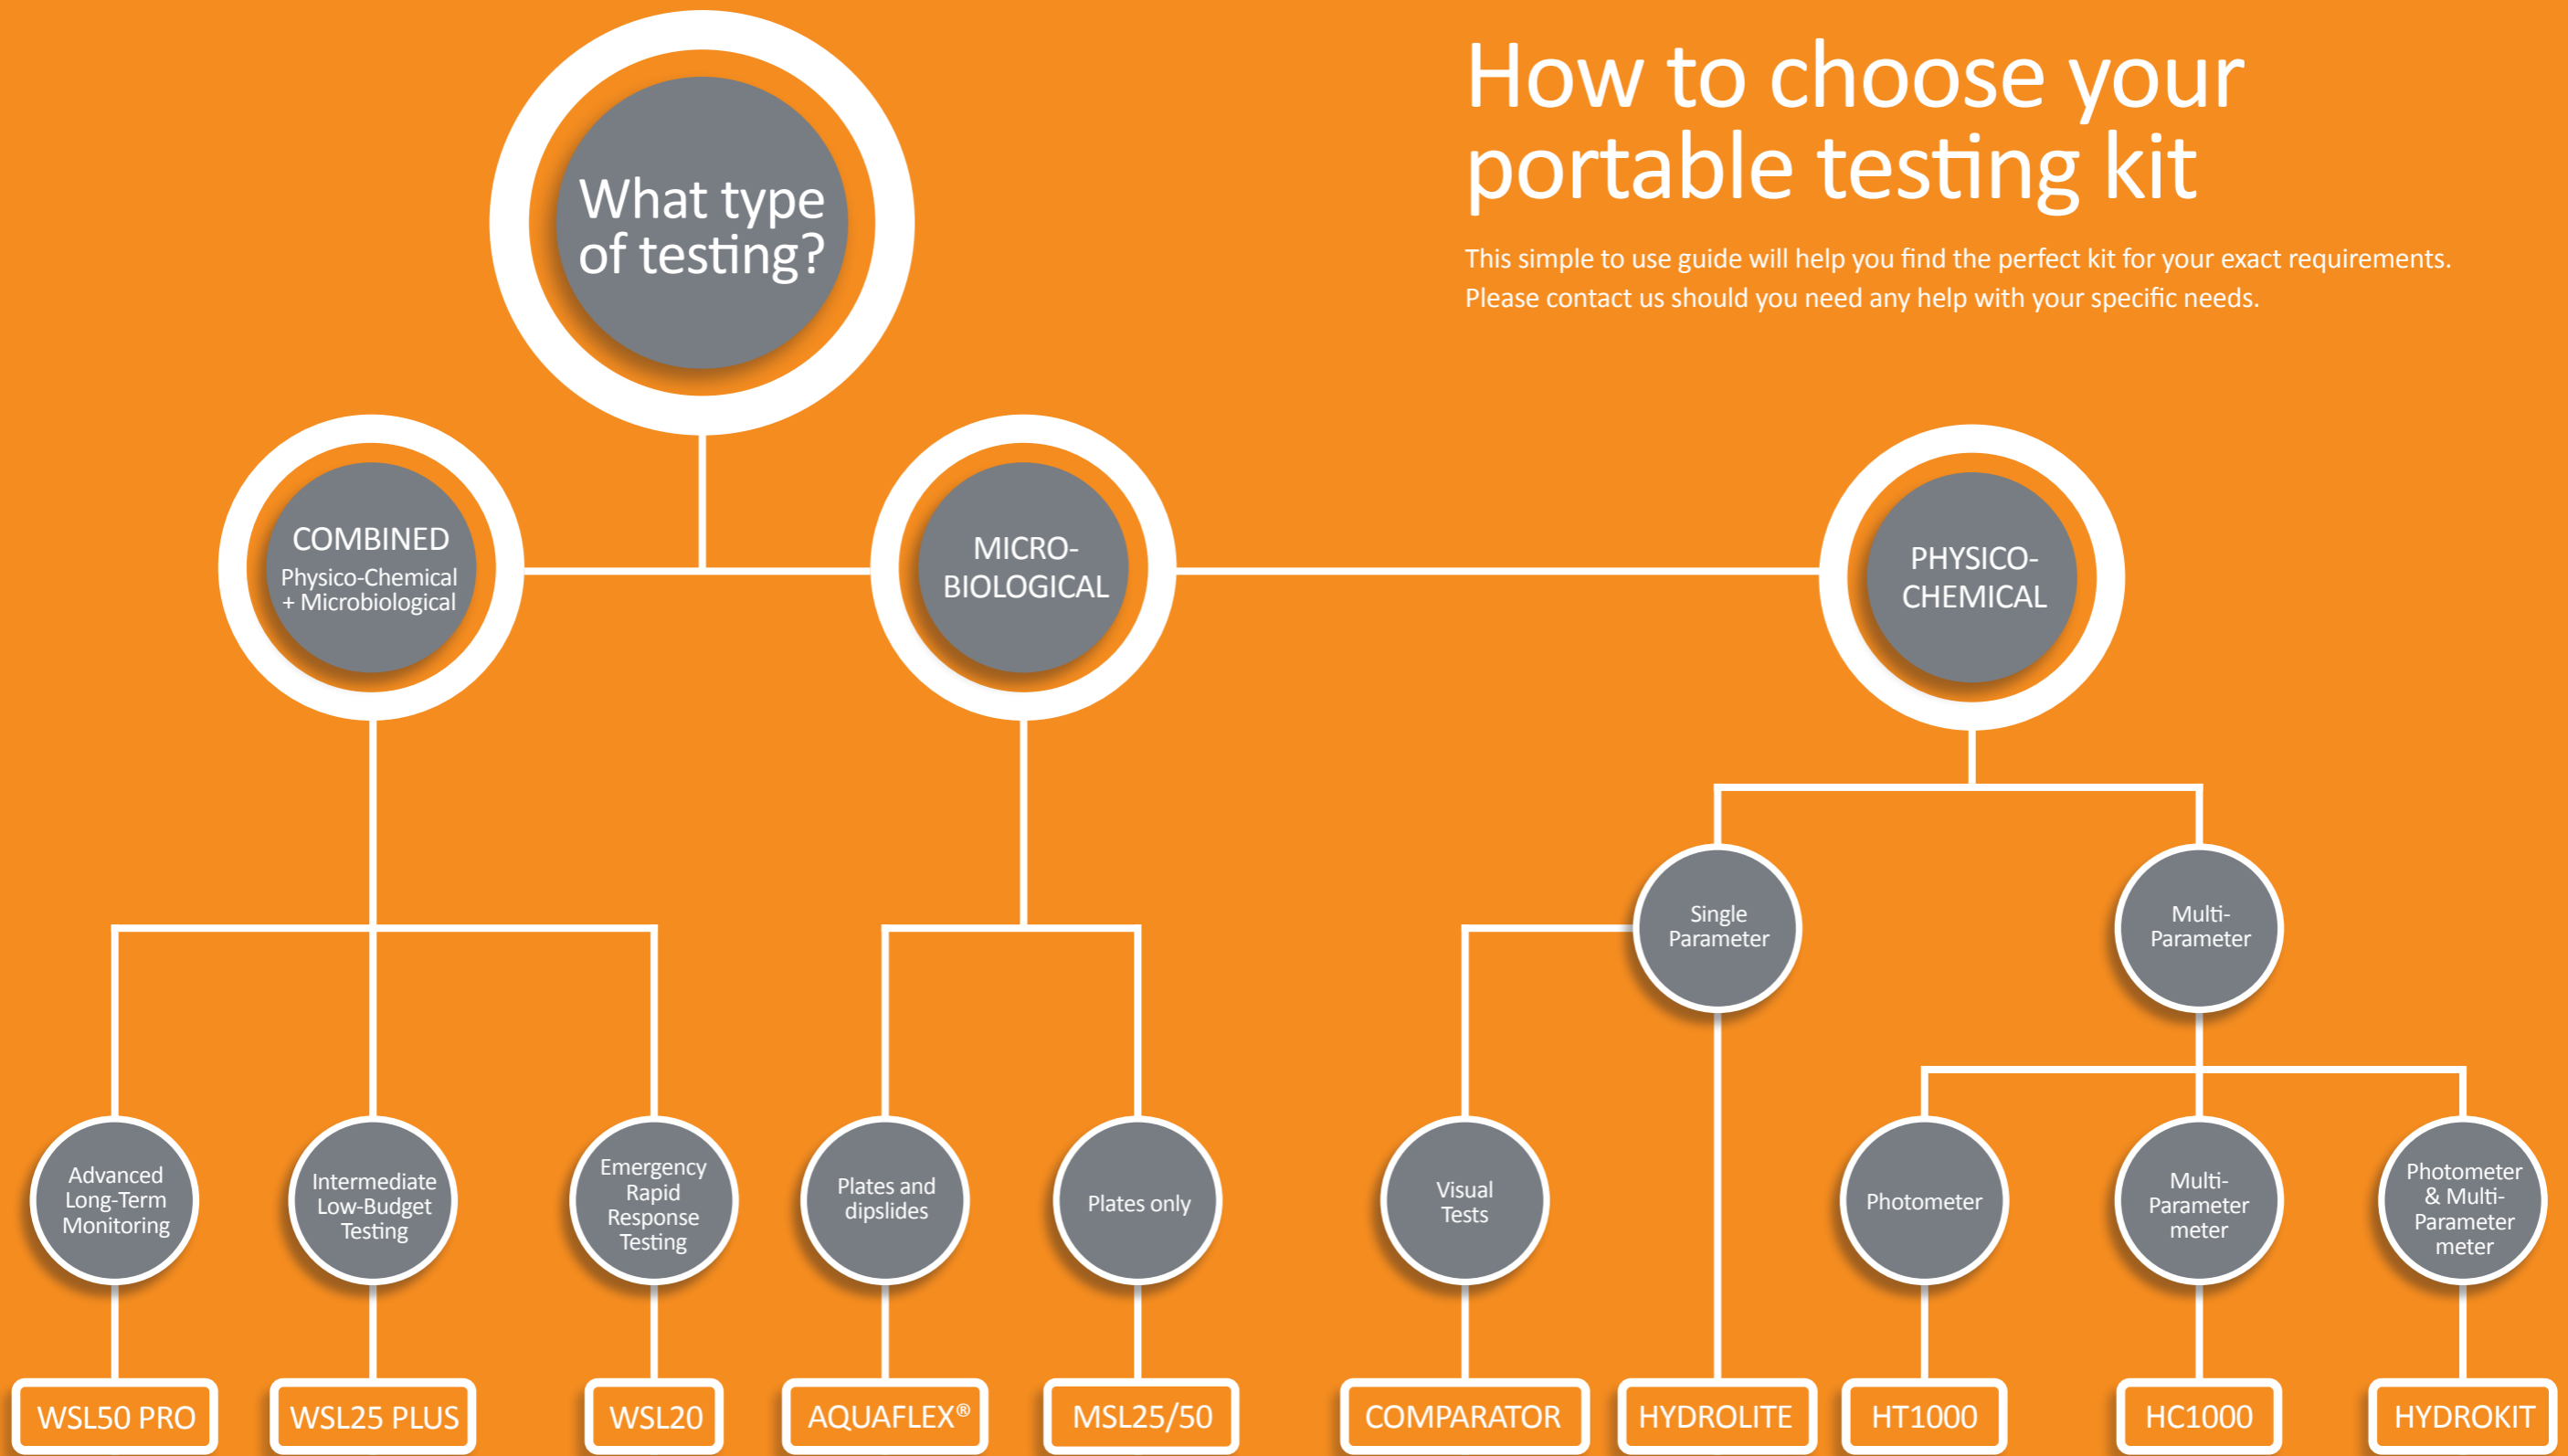 How to choose your
portable testing kit
This simple to use guide will help you find the perfect kit for your exact requirements.
Please contact us should you need any help with your specific needs.
What type
of testing?
COMBINED
Physico-Chemical
+ Microbiological
MICRO-
BIOLOGICAL
PHYSICO-
CHEMICAL
Single
Parameter
Multi-
Parameter
Advanced
Long-Term
Monitoring
Intermediate
Low-Budget
Testing
Emergency
Rapid
Response
Testing
Plates and
dipslides
Plates only
Visual
Tests
Photometer
Multi-
Parameter
meter
Photometer
& Multi-
Parameter
meter
WSL50 PRO
WSL25 PLUS
WSL20
AQUAFLEX®
MSL25/50
COMPARATOR
HYDROLITE
HT1000
HC1000
HYDROKIT